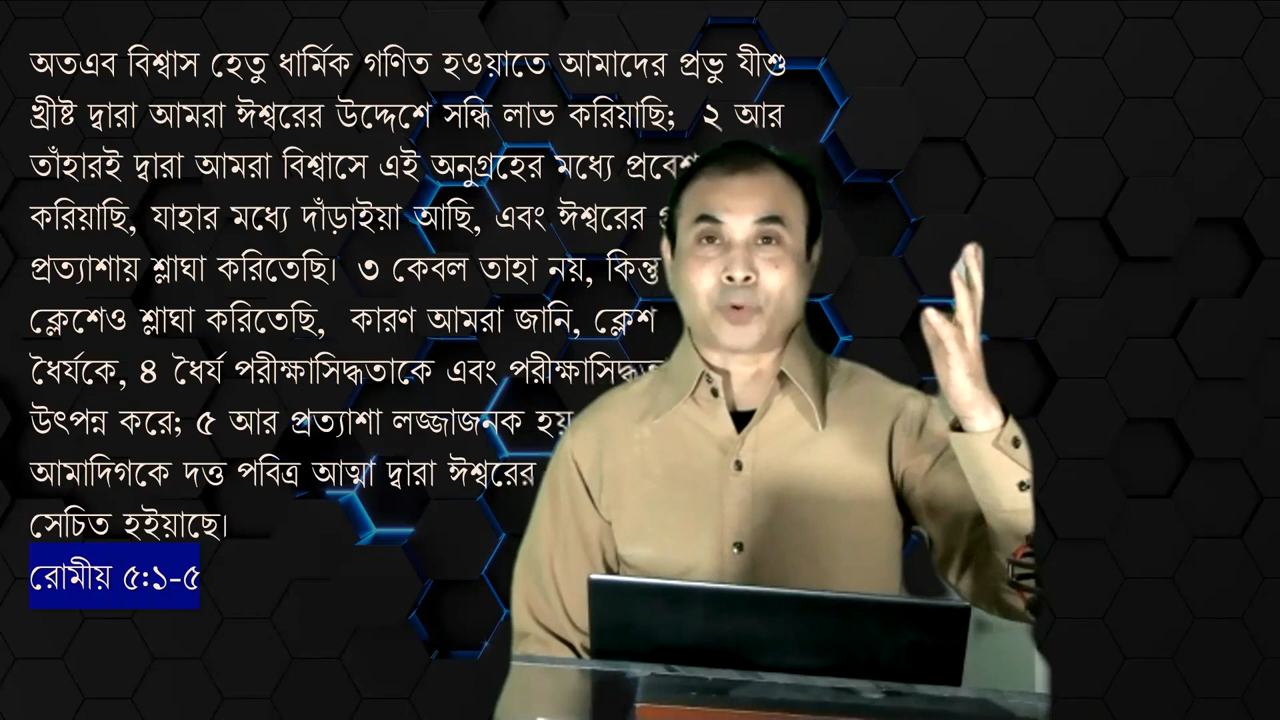 অতএব বিশ্বাস হেতু ধার্মিক গণিত হওয়াতে আমাদের প্রভু যীশু
খ্রীষ্ট দ্বারা আমরা ঈশ্বরের উদ্দেশে সন্ধি লাভ করিয়াছি; ২ আর
তাঁহারই দ্বারা আমরা বিশ্বাসে এই অনুগ্রহের মধ্যে প্রবেশ
করিয়াছি, যাহার মধ্যে দাঁড়াইয়া আছি, এবং ঈশ্বরের
প্রত্যাশায় শ্লাঘা করিতেছি। ৩ কেবল তাহা নয়, কিন্তু
ক্লেশেও শ্লাঘা করিতেছি, কারণ আমরা জানি, ক্লেশ
ধৈর্যকে, ৪ ধৈর্য পরীক্ষাসিদ্ধতাকে এবং
উৎপন্ন করে; ৫ আর প্রত্যাশা লজ্জাজনক হয়
আমাদিগকে দত্ত পবিত্র আত্মা দ্বারা ঈশ্বরের
সেচিত হইয়াছে।
রোমীয় ৫:১-৫